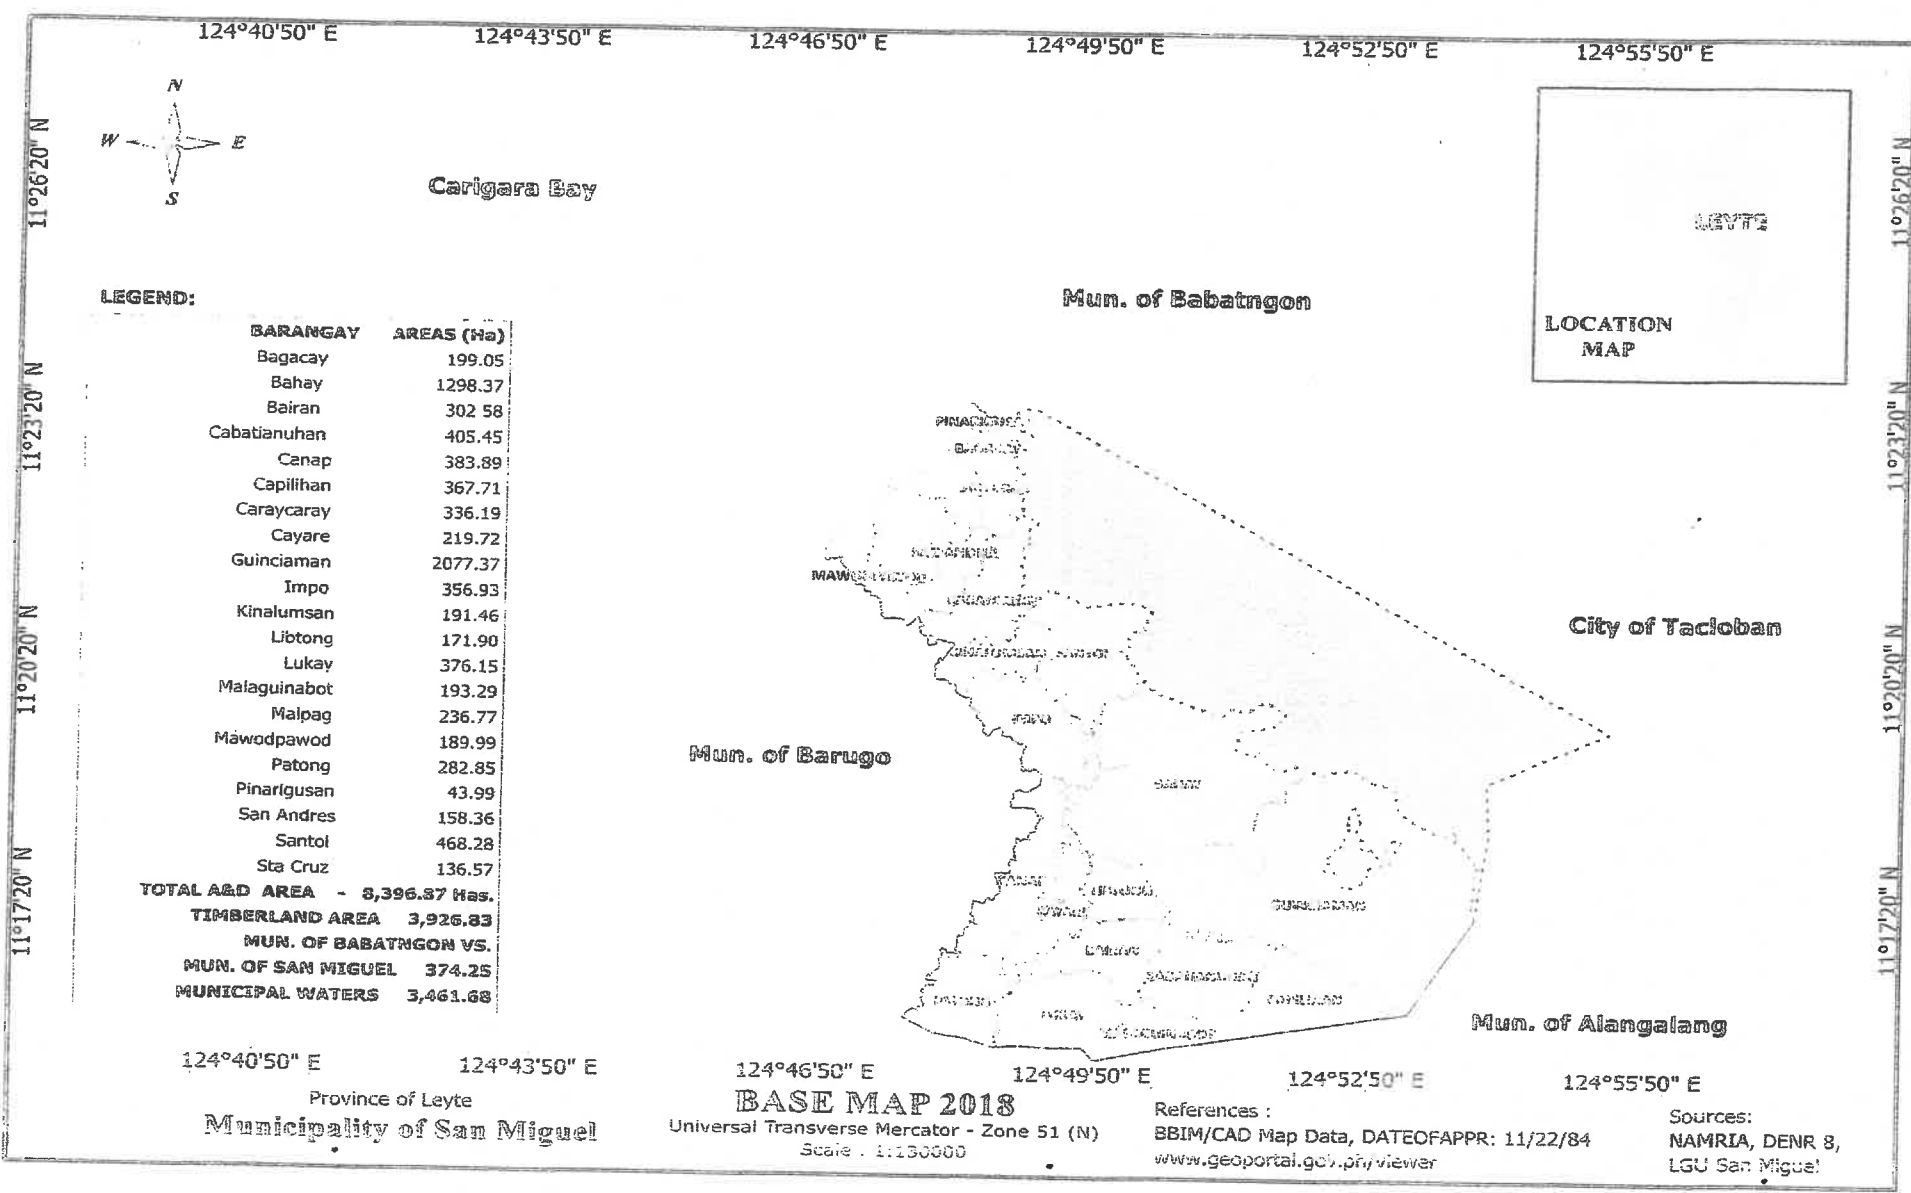 124°40'50" E 124°43'50" E 124°46'50" E 124°49'50" E 124°52'50" E 124°55'50" E
N
W E
S
11°26'20" N
11°23'20" N
11°20'20" N
11°17'20" N
Carigara Bay
Mun. of Babatngon
LEYTE
LOCATION
MAP
11°26'20" N
11°23'20" N
11°20'20" N
11°17'20" N
LEGEND:
BARANGAY AREAS (Ha)
Bagacay 199.05
Bahay 1298.37
Bairan 302 58
Cabatianuhan 405.45
Canap 383.89
Capilihan 367.71
Caraycaray 336.19
Cayare 219.72
Guinciaman 2077.37
Impo 356.93
Kinalumsan 191.46
Libtong 171.90
Lukay 376.15
Malaguinabot 193.29
Malpag 236.77
Mawodpawod 189.99
Patong 282.85
Pinarigusan 43.99
San Andres 158.36
Santol 468.28
Sta Cruz 136.57
TOTAL A&D AREA - 8,396.87 Has.
TIMBERLAND AREA 3,926.83
MUN. OF BABATNGON VS.
MUN. OF SAN MIGUEL 374.25
MUNICIPAL WATERS 3,461.68
City of Tacloban
Mun. of Barugo
Mun. of Alangalang
124°40'50" E 124°43'50" E 124°46'50" E 124°49'50" E 124°52'50" E 124°55'50" E
Province of Leyte
Municipality of San Miguel
BASE MAP 2018
Universal Transverse Mercator - Zone 51 (N)
Scale : 1:130000
References :
BBIM/CAD Map Data, DATEOFAPPR: 11/22/84
www.geoportal.gov.ph/viewer
Sources:
NAMRIA, DENR 8,
LGU San Miguel